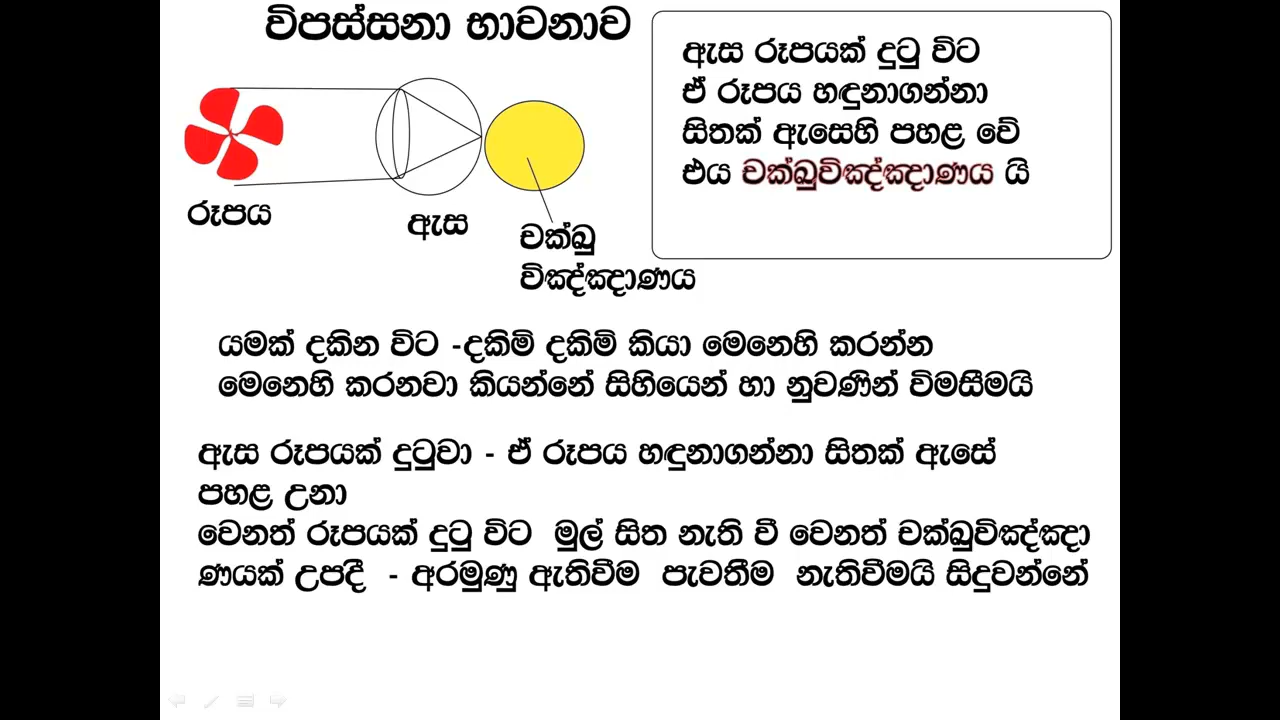 විපස්සනා භාවනාව
ඇස රූපයක් දුටු විට
ඒ රූපය හඳුනාගන්නා
සිතක් ඇසෙහි පහළ වේ
එය චක්ඛුවිඤ්ඤාණය යි
රූපය
ඇස
චක්ඛු
විඤ්ඤාණය
යමක් දකින විට -දකිමි දකිමි කියා මෙනෙහි කරන්න
මෙනෙහි කරනවා කියන්නේ සිහියෙන් හා නුවණින් විමසීමයි
ඇස රූපයක් දුටුවා - ඒ රූපය හඳුනාගන්නා සිතක් ඇසේ
පහළ උනා
වෙනත් රූපයක් දුටු විට මුල් සිත නැති වී වෙනත් චක්ඛුවිඤ්ඤා
ණයක් උපදී - අරමුණු ඇතිවීම පැවතීම නැතිවීමයි සිදුවන්නේ